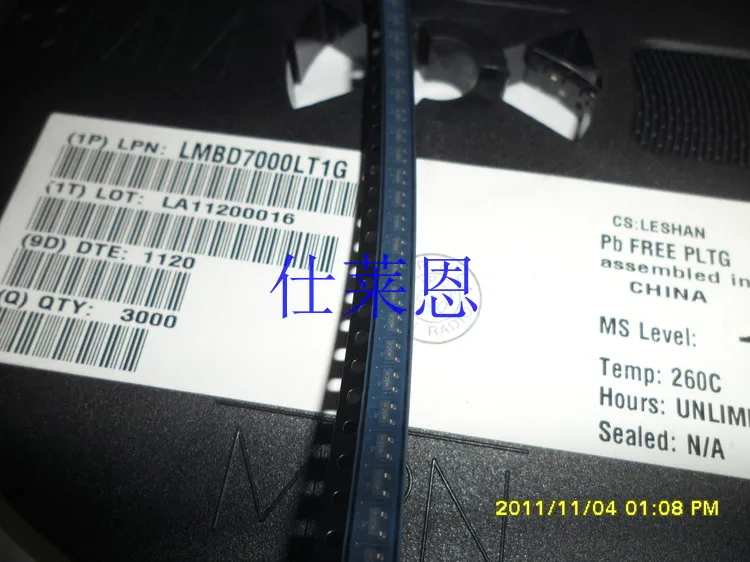 (1P) LPN: LMBD7000LT1G
(1T) LOT: LA11200016
(9D) DTE: 1120
(Q) QTY: 3000
仕莱恩
CS:LESHAN
Pb FREE PLTG
assembled in
CHINA
MS Level:
Temp: 260C
Hours: UNLIMI
Sealed: N/A
2011/11/04 01:08 PM